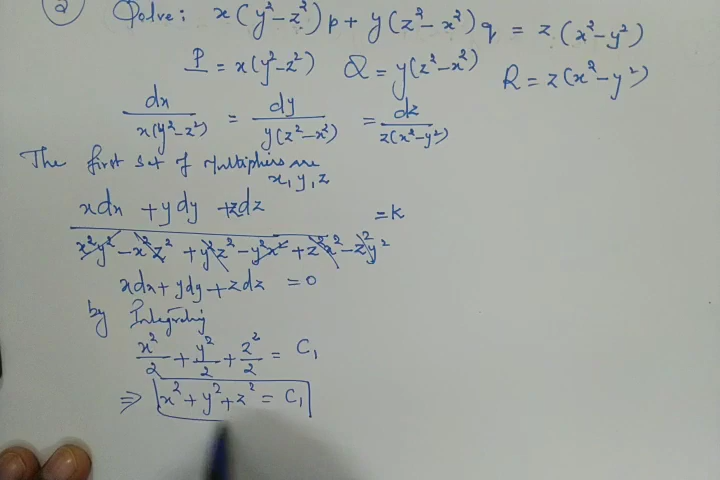 ② Solve: x(y²-z²)p + y(z²-x²)q = z(x²-y²)
P = x(y²-z²) Q = y(z²-x²) R = z(x²-y²)
dx/x(y²-z²) = dy/y(z²-x²) = dz/z(x²-y²)
The first set of multipliers are
x, y, z
xdx + ydy + zdz / x²y² - x²z² + y²z² - y²x² + z²x² - z²y² = k
xdx + ydy + zdz = 0
by Integrating
x²/2 + y²/2 + z²/2 = C₁
⇒ x² + y² + z² = C₁